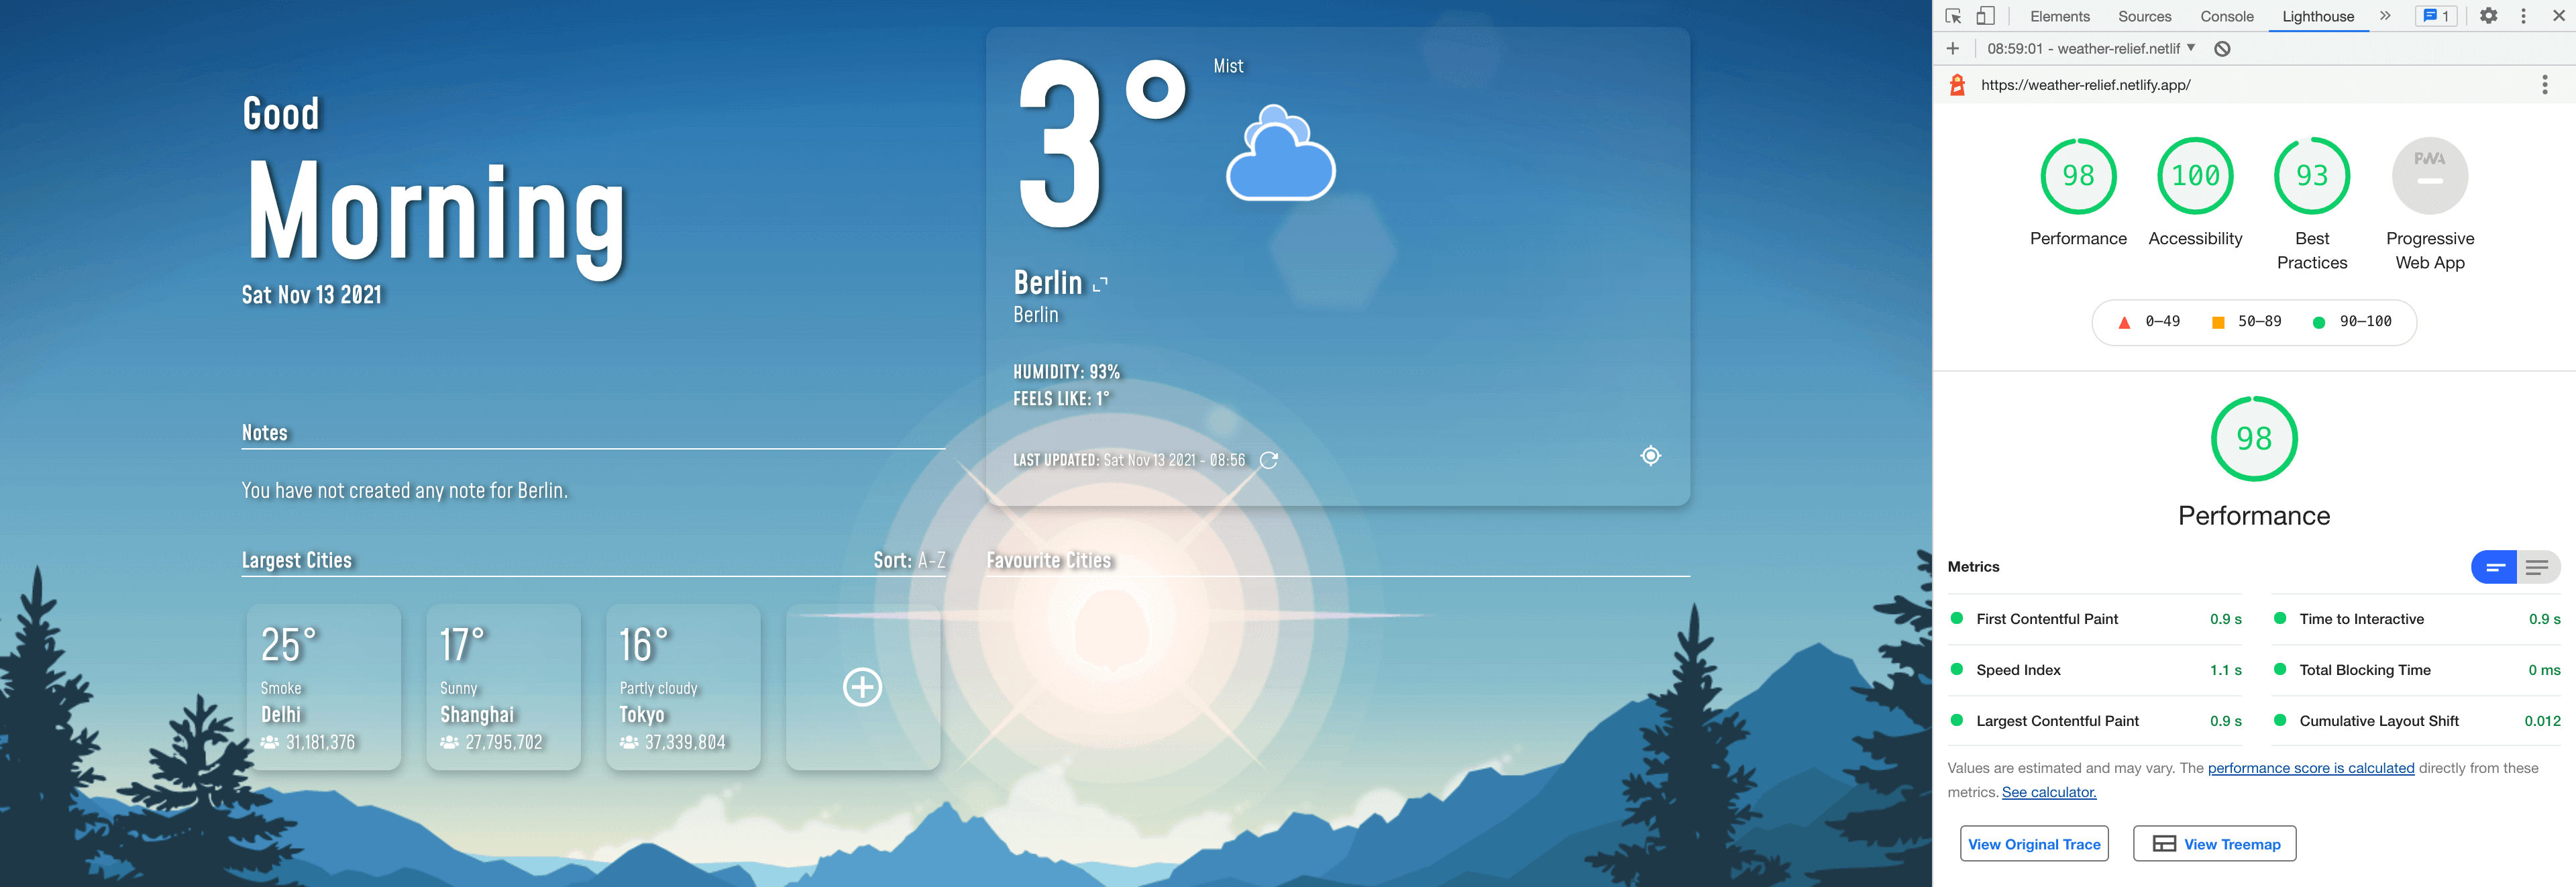 Good
Morning
Sat Nov 13 2021
3°
Mist
Berlin
Berlin
HUMIDITY: 93%
FEELS LIKE: 1°
LAST UPDATED: Sat Nov 13 2021 - 08:56
Notes
You have not created any note for Berlin.
Largest Cities
Sort: A-Z
Favourite Cities
25°
Smoke
Delhi
31,181,376
17°
Sunny
Shanghai
27,795,702
16°
Partly cloudy
Tokyo
37,339,804
Elements Sources Console Lighthouse » 1
08:59:01 - weather-relief.netlif
https://weather-relief.netlify.app/
98
Performance
100
Accessibility
93
Best
Practices
PWA
Progressive
Web App
0–49 50–89 90–100
98
Performance
Metrics
First Contentful Paint 0.9 s
Time to Interactive 0.9 s
Speed Index 1.1 s
Total Blocking Time 0 ms
Largest Contentful Paint 0.9 s
Cumulative Layout Shift 0.012
Values are estimated and may vary. The performance score is calculated directly from these
metrics. See calculator.
View Original Trace
View Treemap